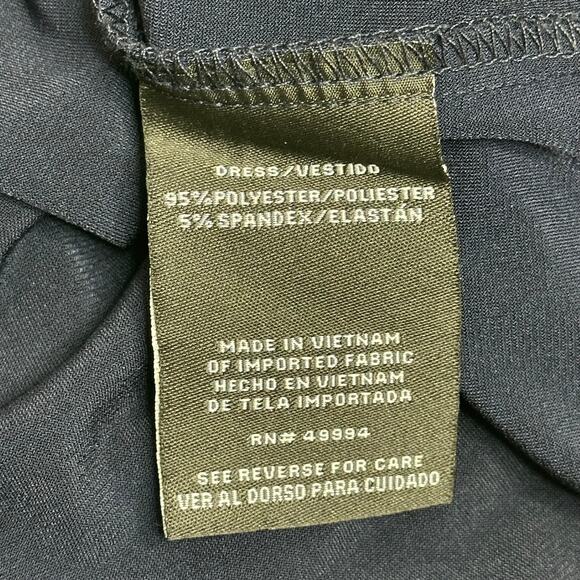 DRESS/VESTIDO
95%POLYESTER/POLIESTER
5% SPANDEX/ELASTÁN
MADE IN VIETNAM
OF IMPORTED FABRIC
HECHO EN VIETNAM
DE TELA IMPORTADA
RN# 49994
SEE REVERSE FOR CARE
VER AL DORSO PARA CUIDADO